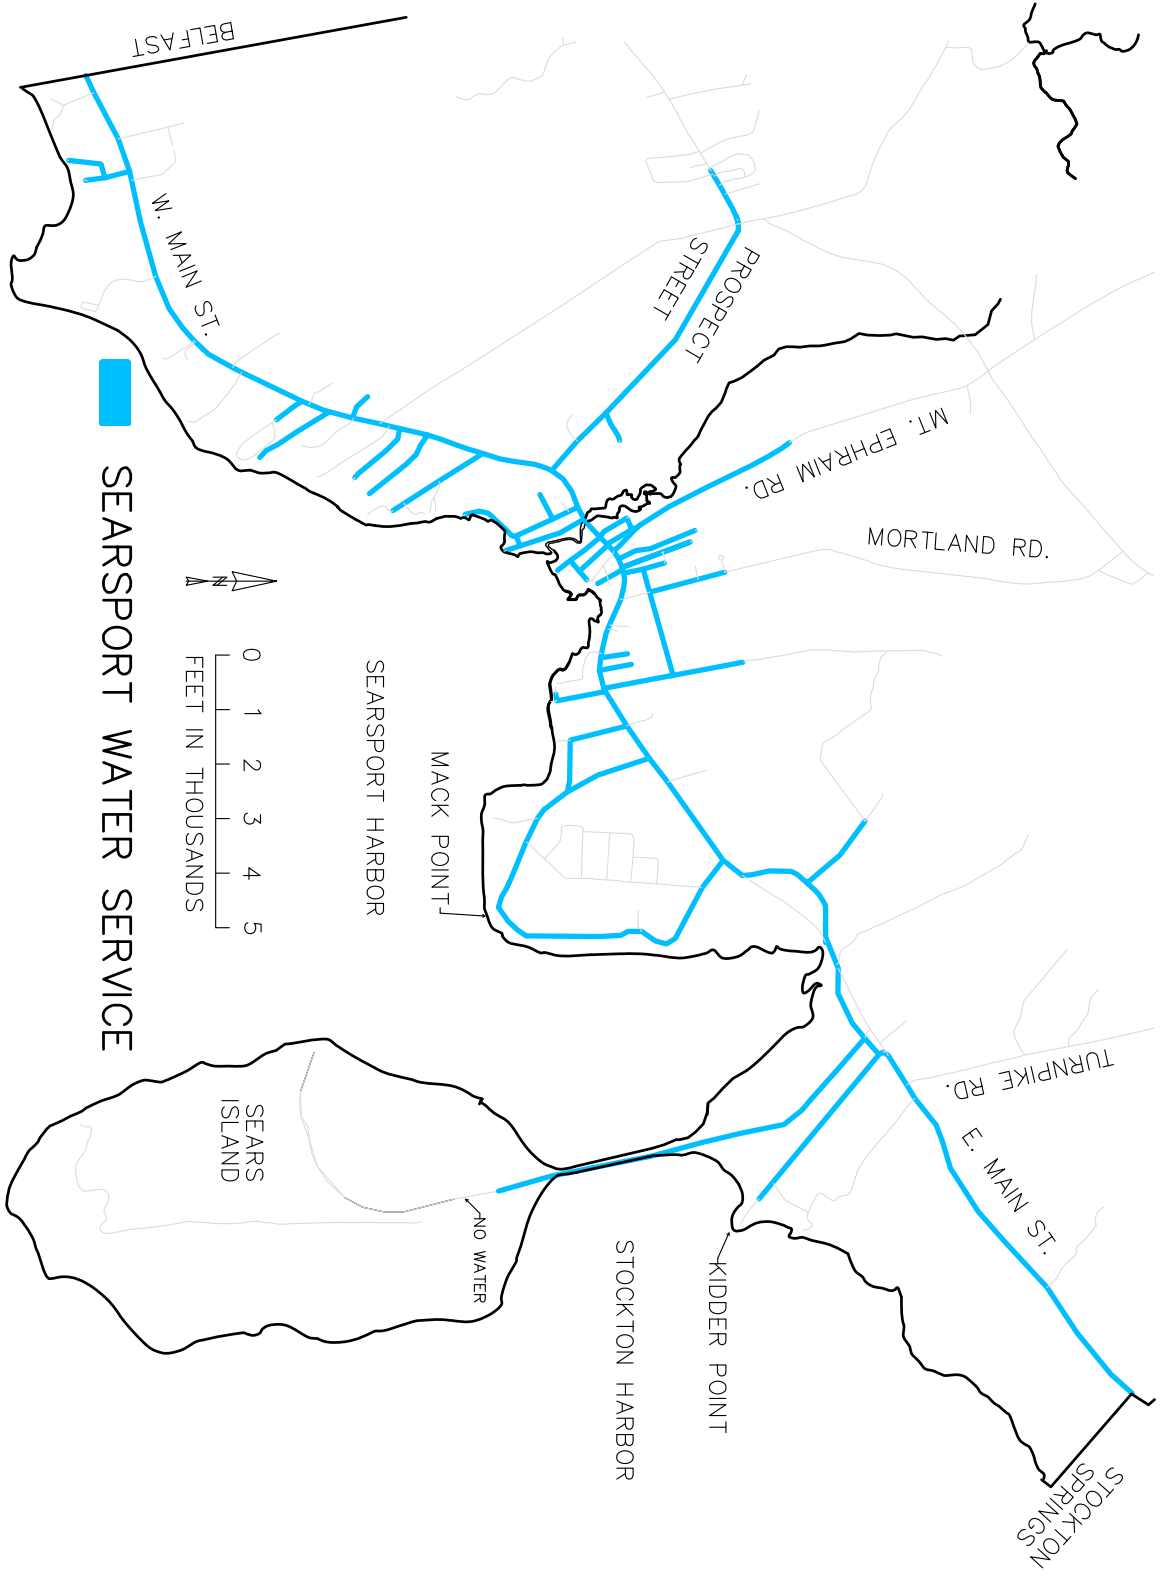 BELFAST
W. MAIN ST.
PROSPECT
STREET
MT. EPHRAIM RD.
MORTLAND RD.
TURNPIKE RD.
E. MAIN ST.
STOCKTON
SPRINGS
KIDDER POINT
STOCKTON HARBOR
NO WATER
MACK POINT
SEARSPORT HARBOR
SEARS
ISLAND
N
0 1 2 3 4 5
FEET IN THOUSANDS
SEARSPORT WATER SERVICE